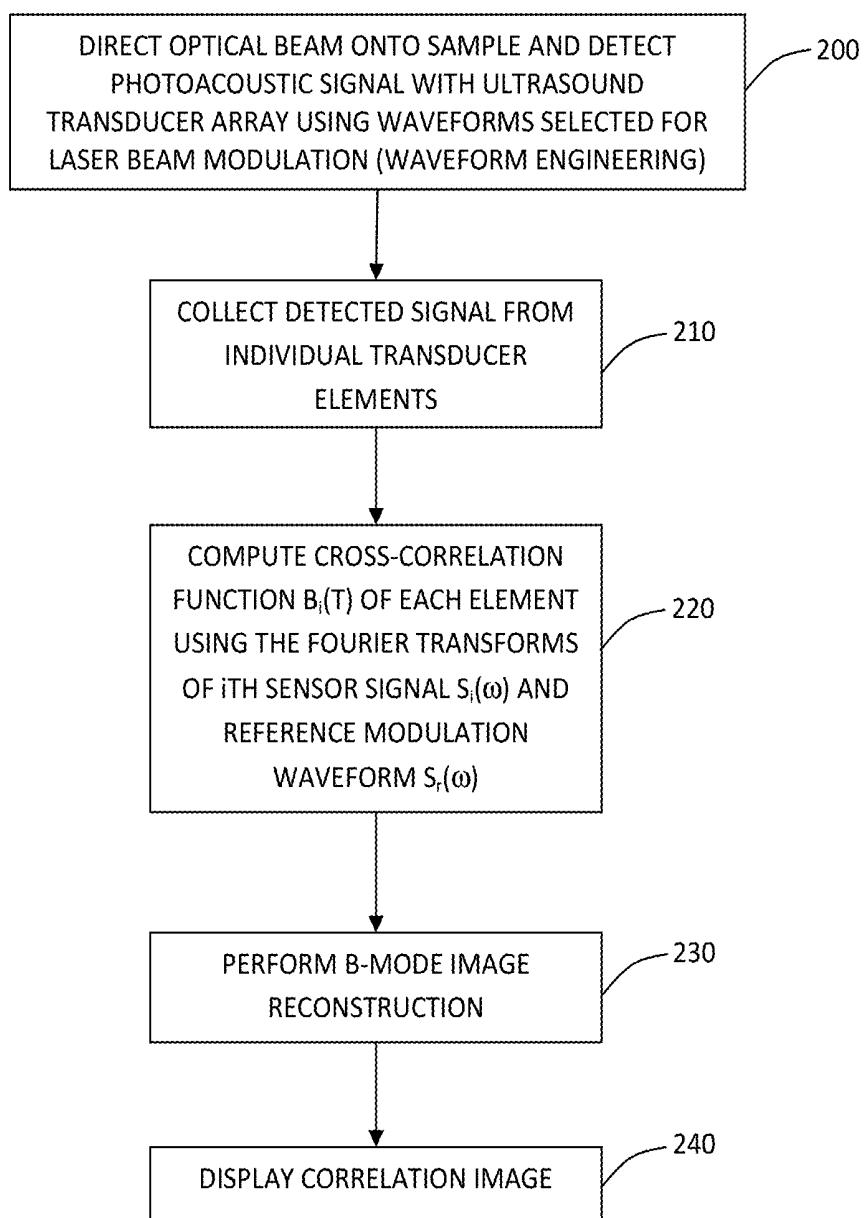 DIRECT OPTICAL BEAM ONTO SAMPLE AND DETECT
PHOTOACOUSTIC SIGNAL WITH ULTRASOUND
TRANSDUCER ARRAY USING WAVEFORMS SELECTED FOR
LASER BEAM MODULATION (WAVEFORM ENGINEERING)
200
COLLECT DETECTED SIGNAL FROM
INDIVIDUAL TRANSDUCER
ELEMENTS
210
COMPUTE CROSS-CORRELATION
FUNCTION Bᵢ(T) OF EACH ELEMENT
USING THE FOURIER TRANSFORMS
OF iTH SENSOR SIGNAL Sᵢ(ω) AND
REFERENCE MODULATION
WAVEFORM Sᵣ(ω)
220
PERFORM B-MODE IMAGE
RECONSTRUCTION
230
DISPLAY CORRELATION IMAGE
240